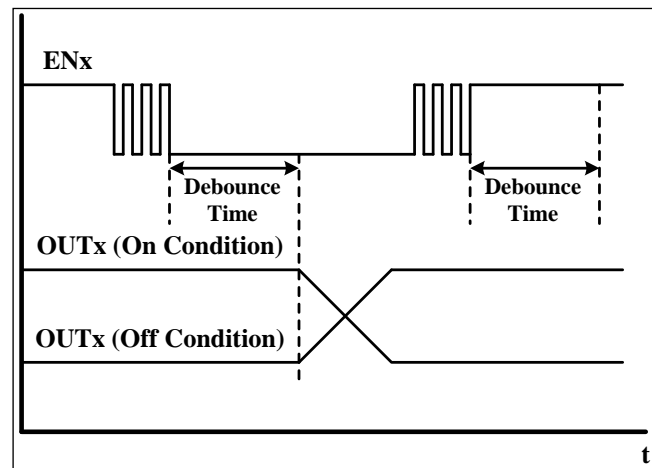 ENx
Debounce
Time
Debounce
Time
OUTx (On Condition)
OUTx (Off Condition)
t